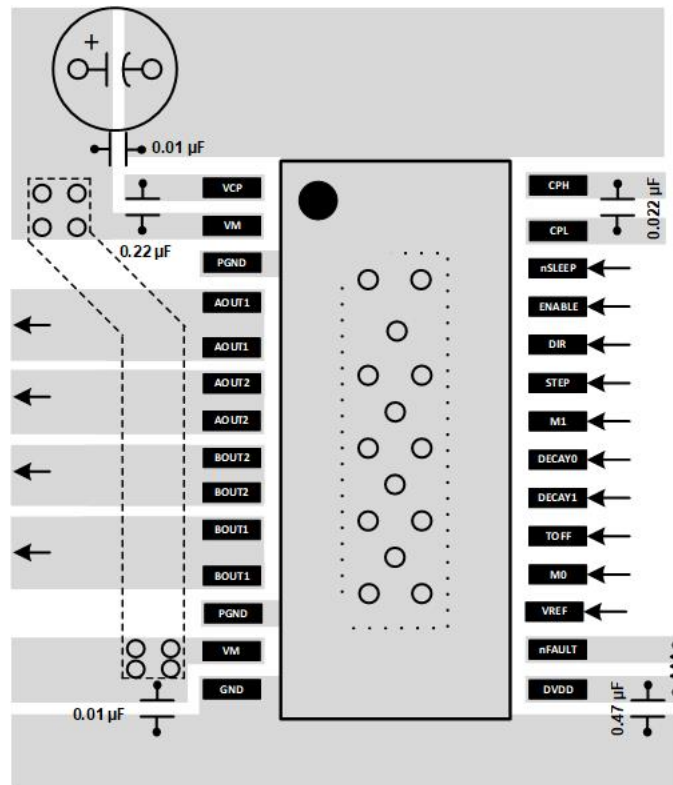 +
0.01 µF
VCP
CPH
0.022 µF
VM
0.22 µF
CPL
PGND
nSLEEP
AOUT1
ENABLE
AOUT1
DIR
AOUT2
STEP
AOUT2
M1
BOUT2
DECAY0
BOUT2
DECAY1
BOUT1
TOFF
BOUT1
M0
PGND
VREF
VM
nFAULT
GND
DVDD
0.01 µF
0.47 µF